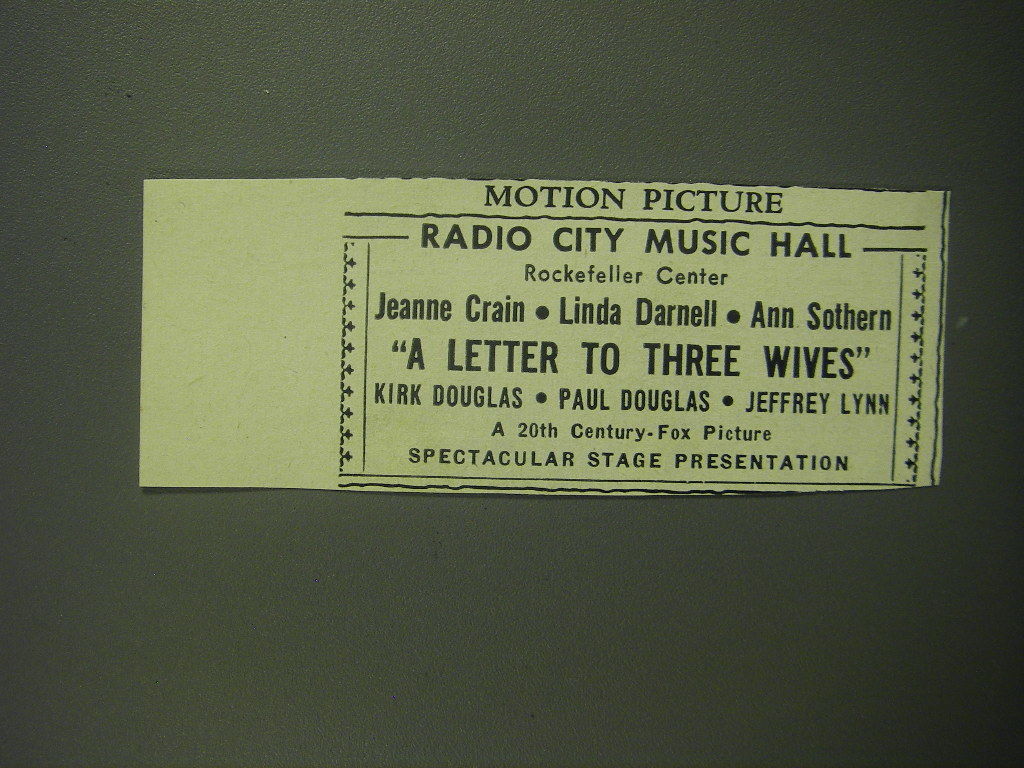 MOTION PICTURE
RADIO CITY MUSIC HALL
Rockefeller Center
Jeanne Crain • Linda Darnell • Ann Sothern
"A LETTER TO THREE WIVES"
KIRK DOUGLAS • PAUL DOUGLAS • JEFFREY LYNN
A 20th Century-Fox Picture
SPECTACULAR STAGE PRESENTATION